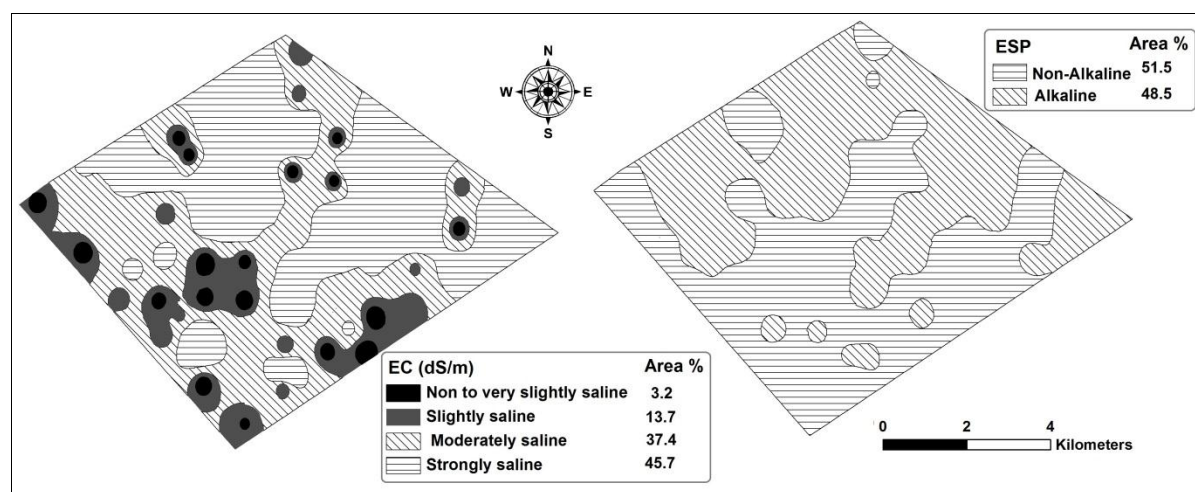 N
W E
S
ESP Area %
Non-Alkaline 51.5
Alkaline 48.5
EC (dS/m) Area %
Non to very slightly saline 3.2
Slightly saline 13.7
Moderately saline 37.4
Strongly saline 45.7
0 2 4
Kilometers